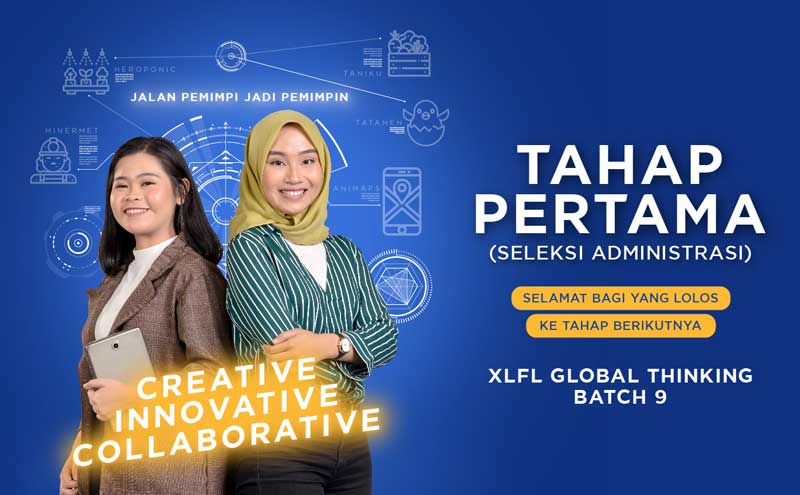 HEROPONIC
TANIKU
JALAN PEMIMPI JADI PEMIMPIN
MINERMET
TATANEN
ANIMAPS
CREATIVE
INNOVATIVE
COLLABORATIVE
TAHAP
PERTAMA
(SELEKSI ADMINISTRASI)
SELAMAT BAGI YANG LOLOS
KE TAHAP BERIKUTNYA
XLFL GLOBAL THINKING
BATCH 9